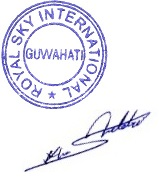 ★ ROYAL SKY INTERNATIONAL
GUWAHATI